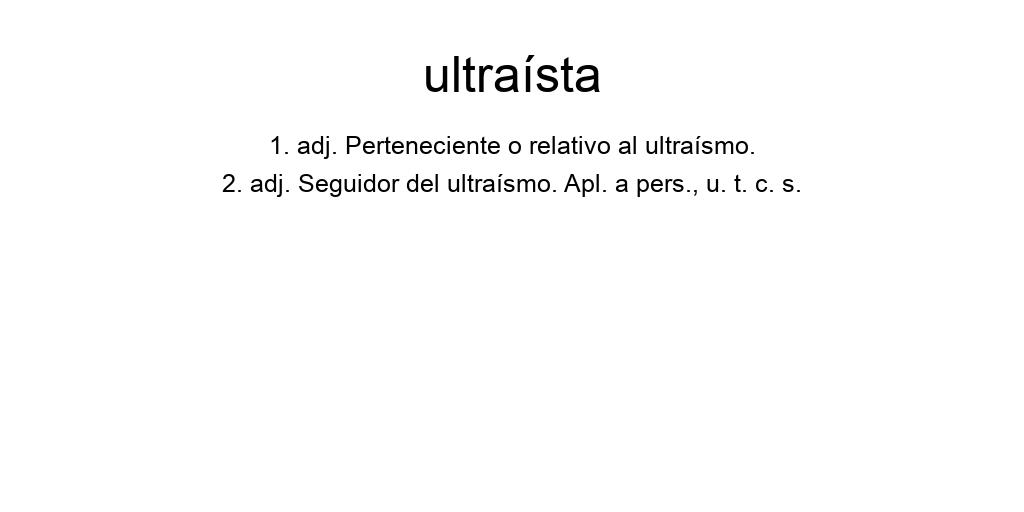 ultraísta
1. adj. Perteneciente o relativo al ultraísmo.
2. adj. Seguidor del ultraísmo. Apl. a pers., u. t. c. s.